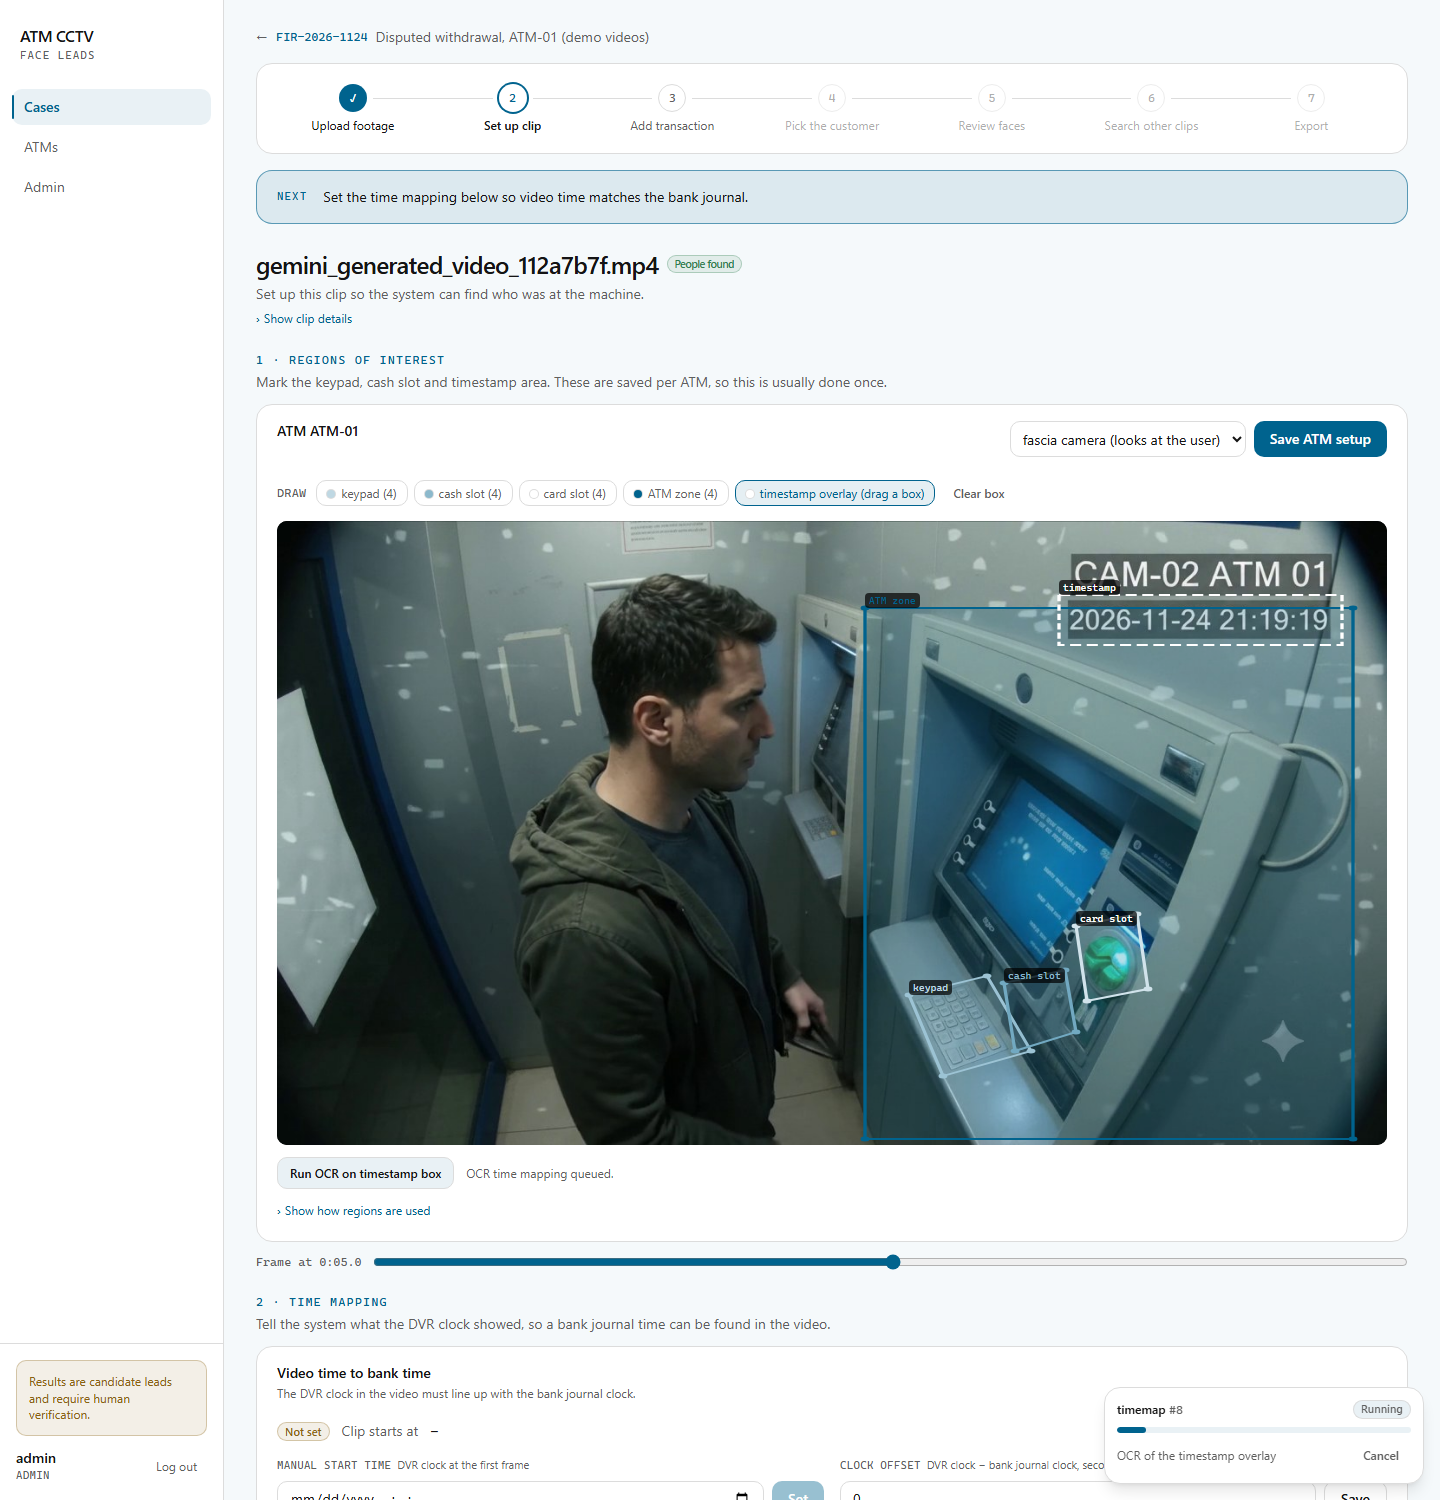 ATM CCTV
FACE LEADS
Cases
ATMs
Admin
Results are candidate leads
and require human
verification.
admin
ADMIN
Log out
← FIR-2026-1124 Disputed withdrawal, ATM-01 (demo videos)
✓ 2 3 4 5 6 7
Upload footage Set up clip Add transaction Pick the customer Review faces Search other clips Export
NEXT Set the time mapping below so video time matches the bank journal.
gemini_generated_video_112a7b7f.mp4 People found
Set up this clip so the system can find who was at the machine.
› Show clip details
1 · REGIONS OF INTEREST
Mark the keypad, cash slot and timestamp area. These are saved per ATM, so this is usually done once.
ATM ATM-01
fascia camera (looks at the user) Save ATM setup
DRAW keypad (4) cash slot (4) card slot (4) ATM zone (4) timestamp overlay (drag a box) Clear box
CAM-02 ATM 01
timestamp
ATM zone
2026-11-24 21:19:19
card slot
cash slot
keypad
Run OCR on timestamp box OCR time mapping queued.
› Show how regions are used
Frame at 0:05.0
2 · TIME MAPPING
Tell the system what the DVR clock showed, so a bank journal time can be found in the video.
Video time to bank time
The DVR clock in the video must line up with the bank journal clock.
Not set Clip starts at –
MANUAL START TIME DVR clock at the first frame
mm/dd/yyyy --:-- Set
CLOCK OFFSET DVR clock − bank journal clock, seco
0 Save
timemap #8 Running
OCR of the timestamp overlay Cancel